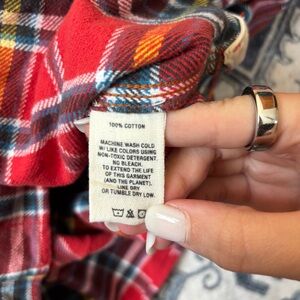 100% COTTON
MACHINE WASH COLD
W/ LIKE COLORS USING
NON-TOXIC DETERGENT.
NO BLEACH.
TO EXTEND THE LIFE
OF THIS GARMENT
(AND THE PLANET).
LINE DRY
OR TUMBLE DRY LOW.